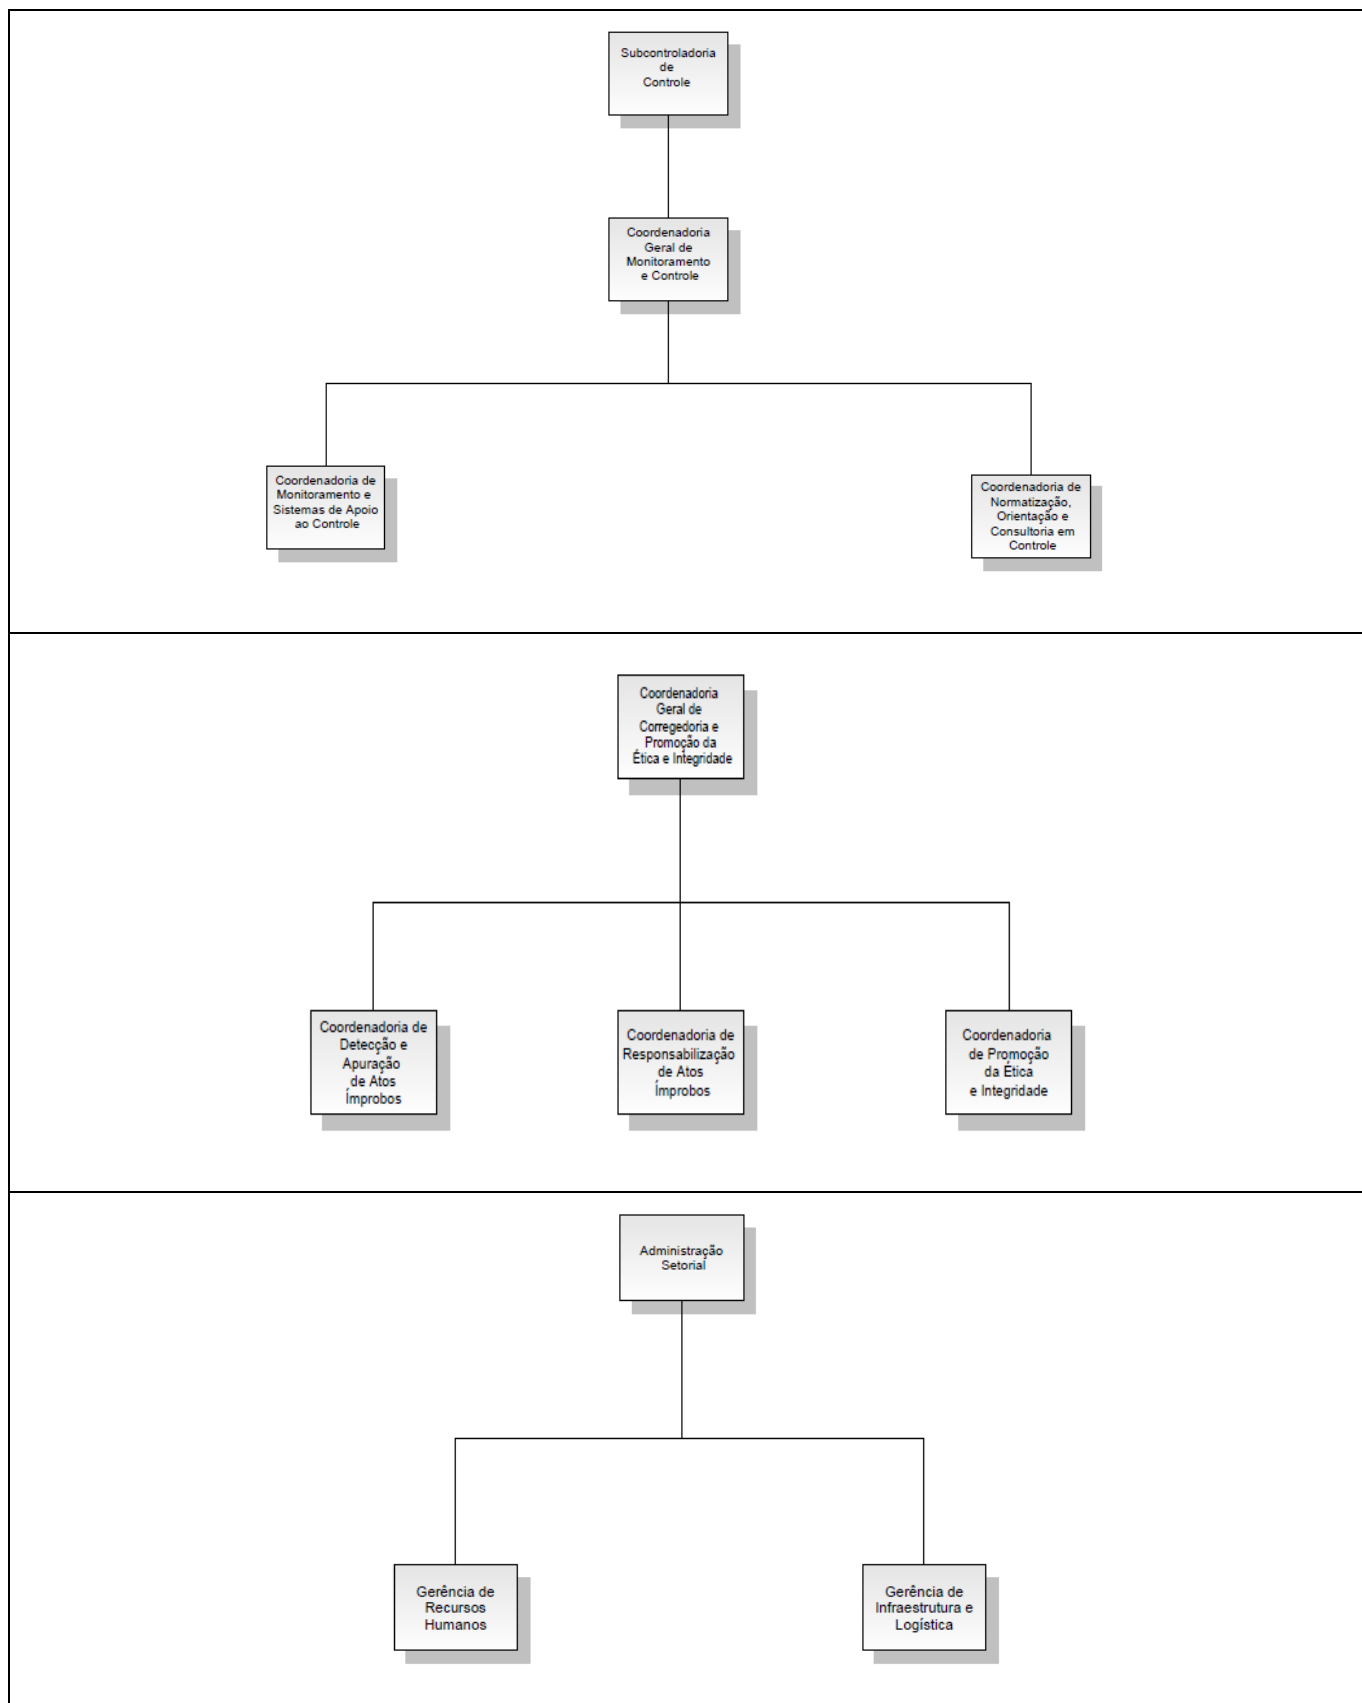 Subcontroladoria
de
Controle
Coordenadoria
Geral de
Monitoramento
e Controle
Coordenadoria de
Monitoramento e
Sistemas de Apoio
ao Controle
Coordenadoria de
Normatização,
Orientação e
Consultoria em
Controle
Coordenadoria
Geral de
Corregedoria e
Promoção da
Ética e Integridade
Coordenadoria de
Detecção e
Apuração
de Atos
Ímprobos
Coordenadoria de
Responsabilização
de Atos
Ímprobos
Coordenadoria
de Promoção
da Ética
e Integridade
Administração
Setorial
Gerência de
Recursos
Humanos
Gerência de
Infraestrutura e
Logística